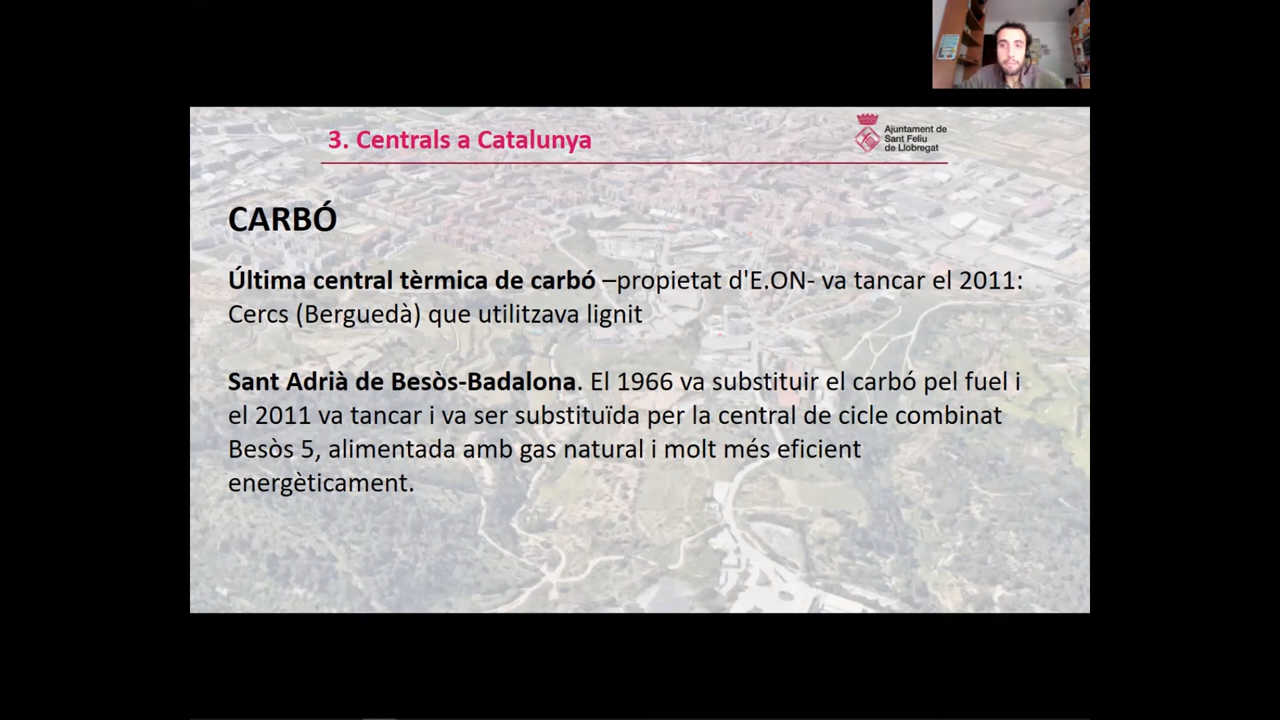 3. Centrals a Catalunya
Ajuntament de
Sant Feliu
de Llobregat
CARBÓ
Última central tèrmica de carbó –propietat d'E.ON- va tancar el 2011:
Cercs (Berguedà) que utilitzava lignit
Sant Adrià de Besòs-Badalona. El 1966 va substituir el carbó pel fuel i
el 2011 va tancar i va ser substituïda per la central de cicle combinat
Besòs 5, alimentada amb gas natural i molt més eficient
energèticament.